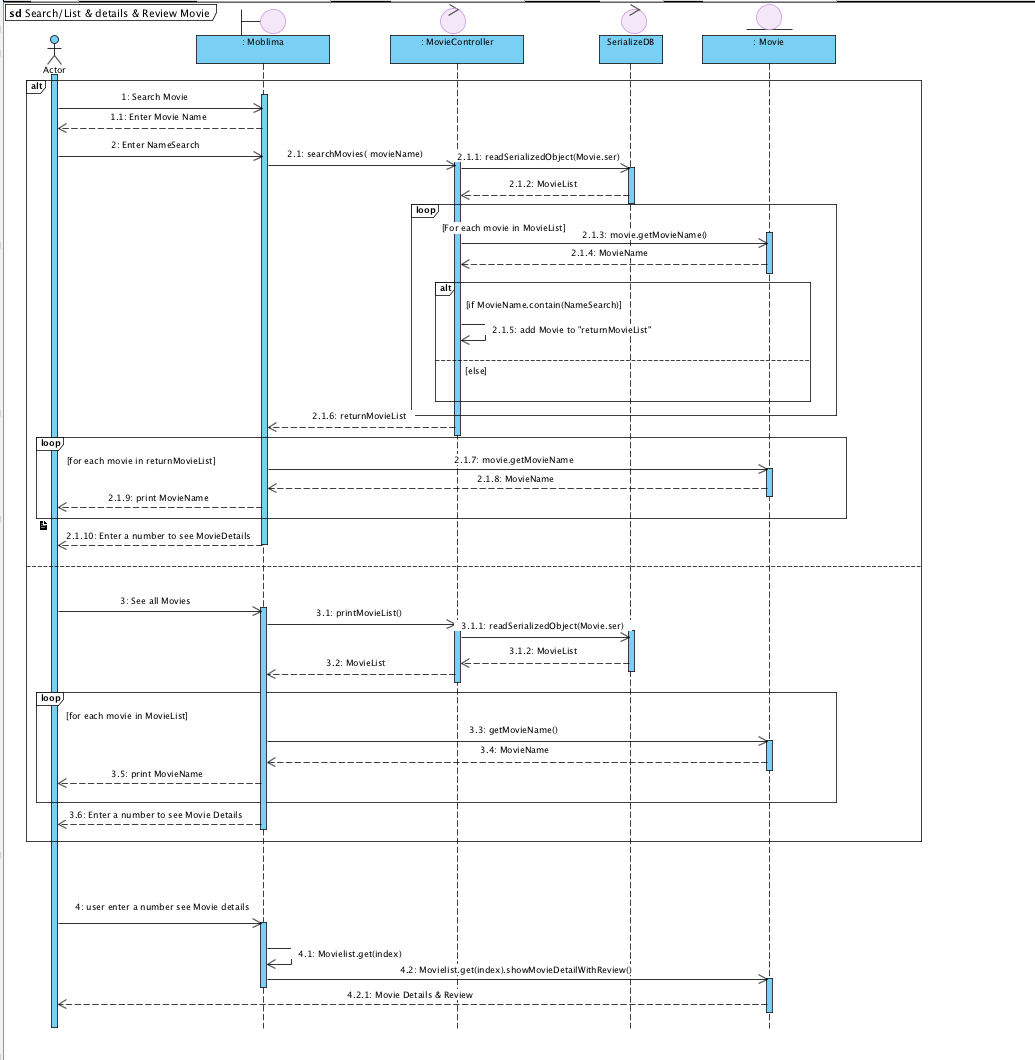 sd Search/List & details & Review Movie
: Moblima
: MovieController
SerializeDB
: Movie
Actor
alt
1: Search Movie
1.1: Enter Movie Name
2: Enter NameSearch
2.1: searchMovies( movieName)
2.1.1: readSerializedObject(Movie.ser)
2.1.2: MovieList
loop
[For each movie in MovieList]
2.1.3: movie.getMovieName()
2.1.4: MovieName
alt
[if MovieName.contain(NameSearch)]
2.1.5: add Movie to "returnMovieList"
[else]
2.1.6: returnMovieList
loop
[for each movie in returnMovieList]
2.1.7: movie.getMovieName
2.1.8: MovieName
2.1.9: print MovieName
2.1.10: Enter a number to see MovieDetails
3: See all Movies
3.1: printMovieList()
3.1.1: readSerializedObject(Movie.ser)
3.1.2: MovieList
3.2: MovieList
loop
[for each movie in MovieList]
3.3: getMovieName()
3.4: MovieName
3.5: print MovieName
3.6: Enter a number to see Movie Details
4: user enter a number see Movie details
4.1: Movielist.get(index)
4.2: Movielist.get(index).showMovieDetailWithReview()
4.2.1: Movie Details & Review